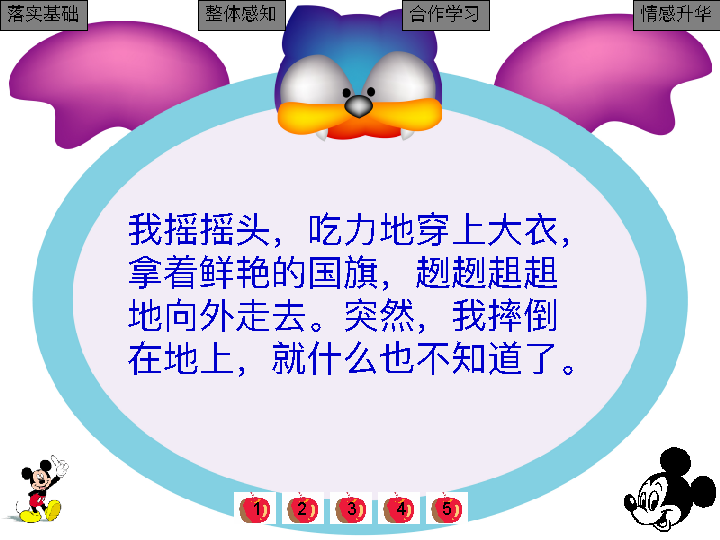 落实基础
整体感知
合作学习
情感升华
我摇摇头，吃力地穿上大衣，
拿着鲜艳的国旗，趔趔趄趄
地向外走去。突然，我摔倒
在地上，就什么也不知道了。
1
2
3
4
5